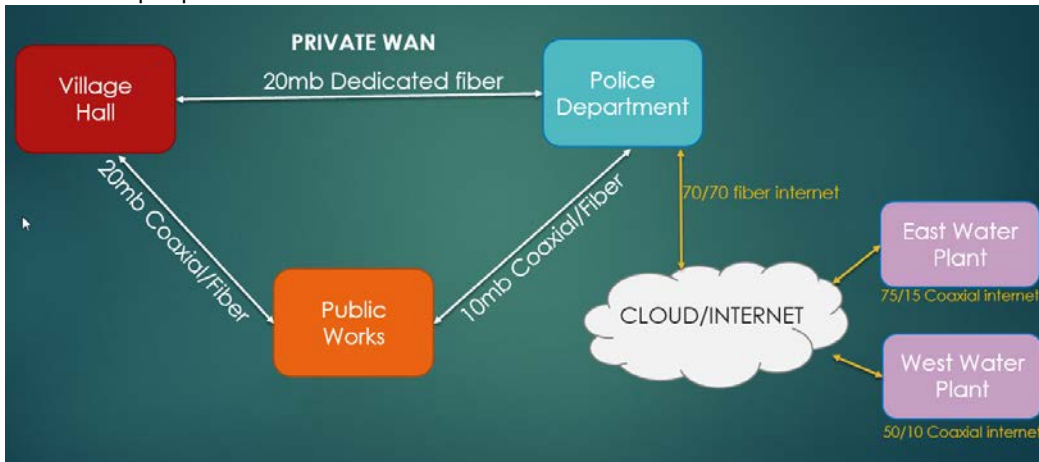 PRIVATE WAN
20mb Dedicated fiber
Village
Hall
Police
Department
20mb Coaxial/Fiber
10mb Coaxial/Fiber
70/70 fiber internet
Public
Works
CLOUD/INTERNET
East Water
Plant
75/15 Coaxial internet
West Water
Plant
50/10 Coaxial internet